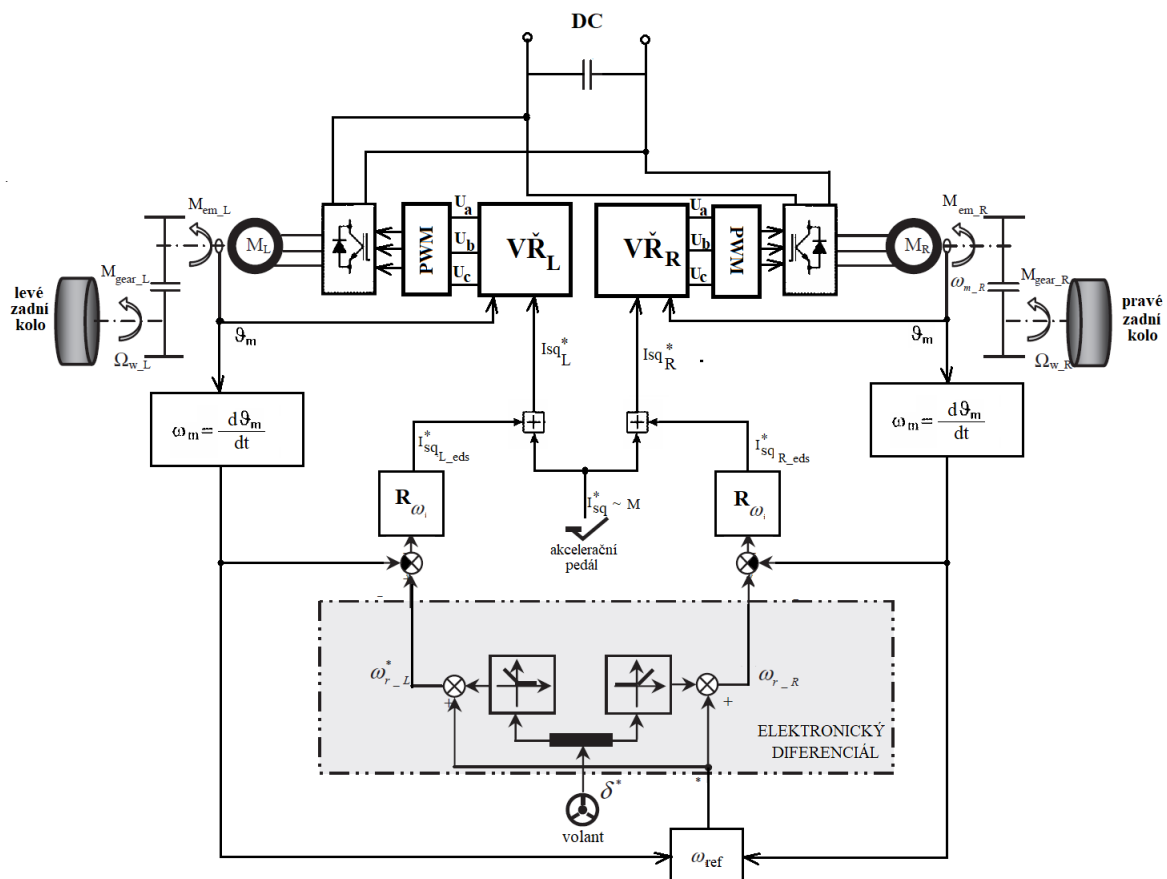 DC
M_em_L
M_L
PWM
U_a
U_b
U_c
VŘ_L
VŘ_R
U_a
U_b
U_c
PWM
M_R
M_em_R
ω_m_R
M_gear_L
M_gear_R
levé
zadní
kolo
pravé
zadní
kolo
Ω_w_L
Ω_w_R
ϑ_m
ϑ_m
Isq*_L
Isq*_R
ω_m = dϑ_m/dt
ω_m = dϑ_m/dt
+
+
I*_sq_L_eds
I*_sq_R_eds
R_ω_i
R_ω_i
I*_sq ~ M
akcelerační
pedál
+
-
-
ω*_r_L
ω_r_R
+
+
ELEKTRONICKÝ
DIFERENCIÁL
*
δ*
volant
ω_ref